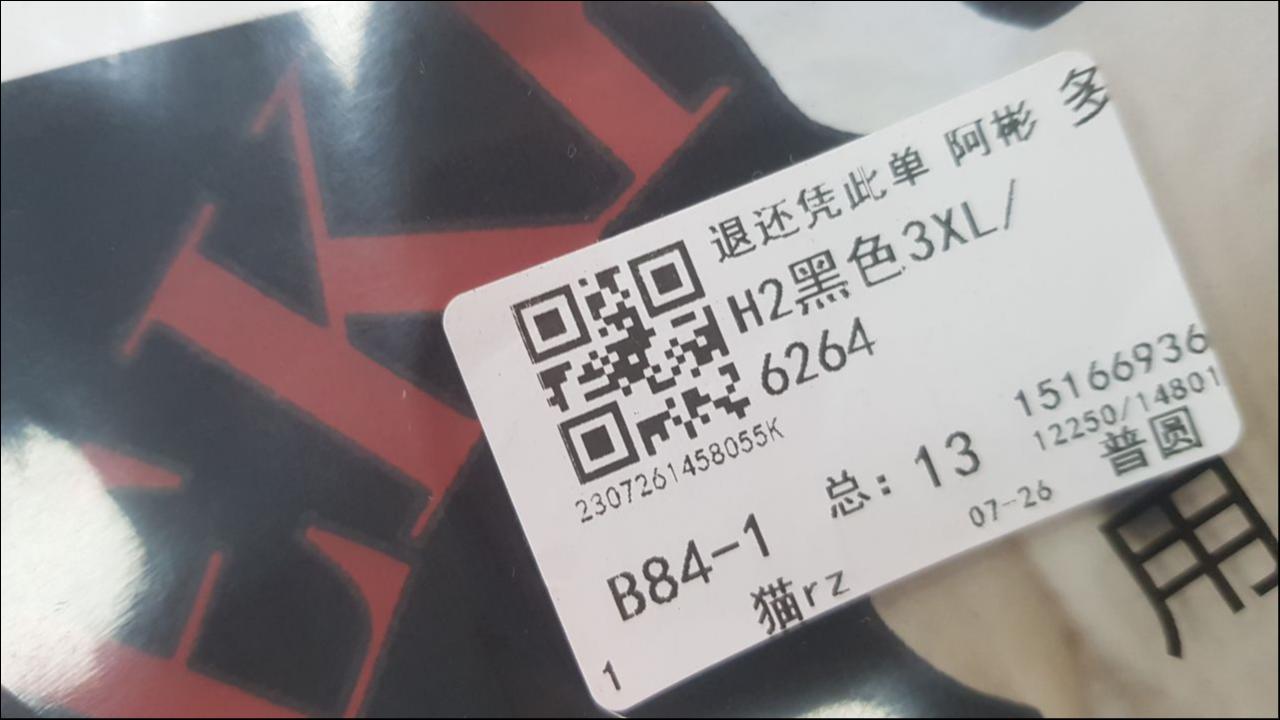 退还凭此单 阿彬 多
H2黑色3XL/
6264
2307261458055K
15166936
12250/14801
普圆
总: 13
07-26
B84-1
猫rz
1
用